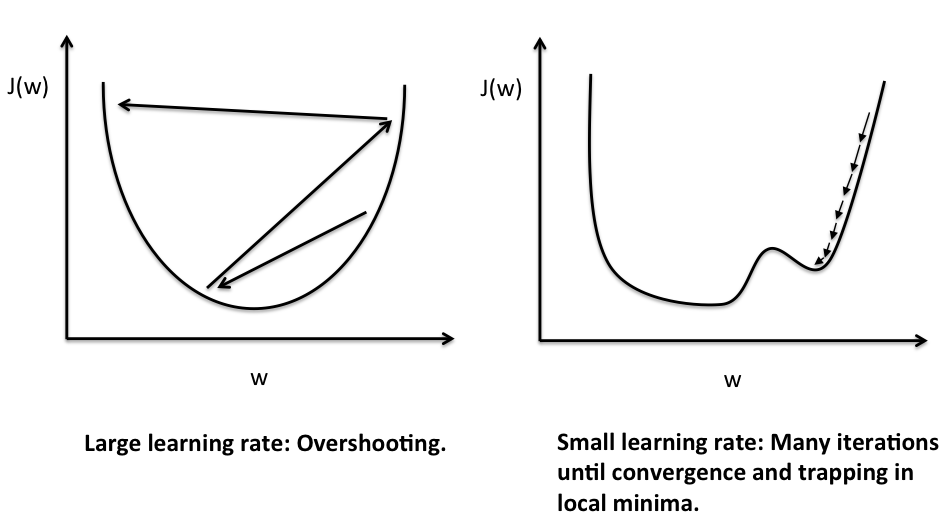 J(w)
w
Large learning rate: Overshooting.
J(w)
w
Small learning rate: Many iterations
until convergence and trapping in
local minima.